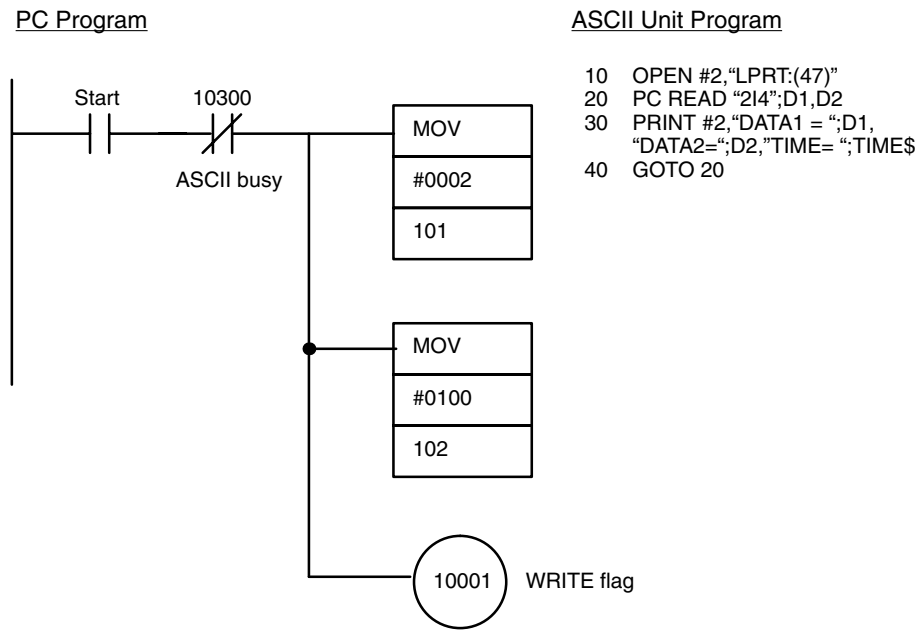 PC Program
Start
10300
ASCII busy
MOV
#0002
101
MOV
#0100
102
10001
WRITE flag
ASCII Unit Program
10 OPEN #2,“LPRT:(47)”
20 PC READ “2I4”;D1,D2
30 PRINT #2,“DATA1 = “;D1,
“DATA2=“;D2,”TIME= “;TIME$
40 GOTO 20